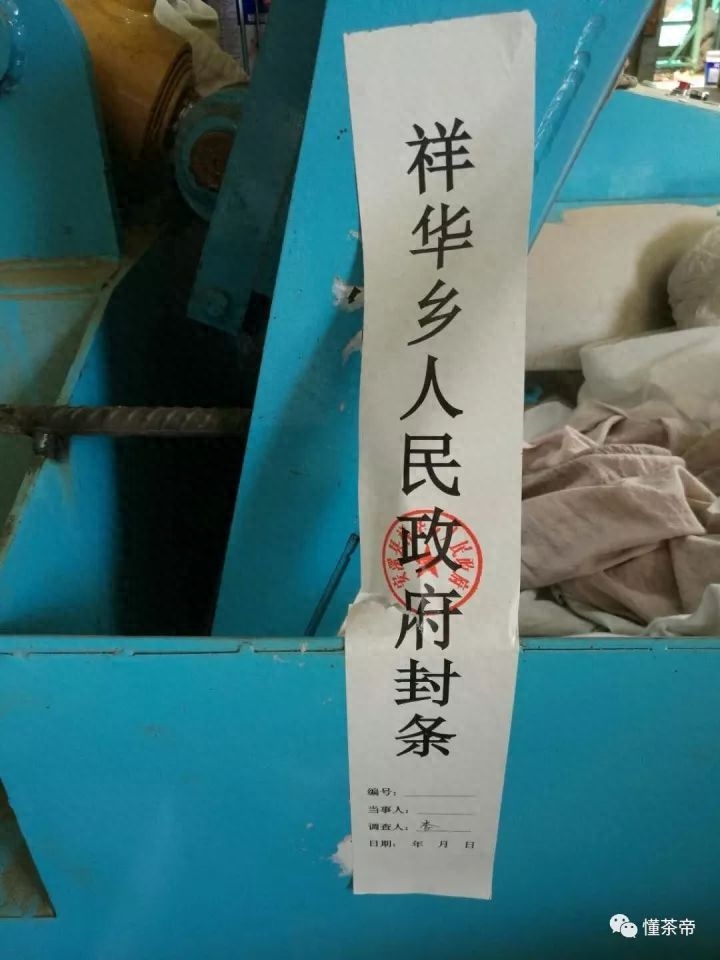 祥华乡人民政府封条
编号：
当事人：
调查人：
日期： 年 月 日
懂茶帝